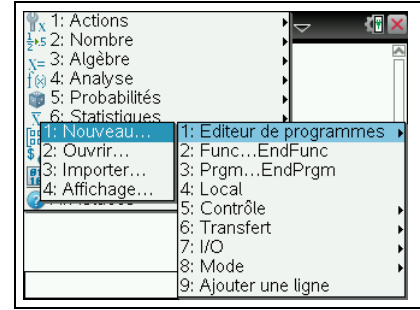 1: Actions
2: Nombre
3: Algèbre
4: Analyse
5: Probabilités
6: Statistiques
1: Nouveau...
2: Ouvrir...
3: Importer...
4: Affichage...
1: Editeur de programmes
2: Func...EndFunc
3: Prgm...EndPrgm
4: Local
5: Contrôle
6: Transfert
7: I/O
8: Mode
9: Ajouter une ligne